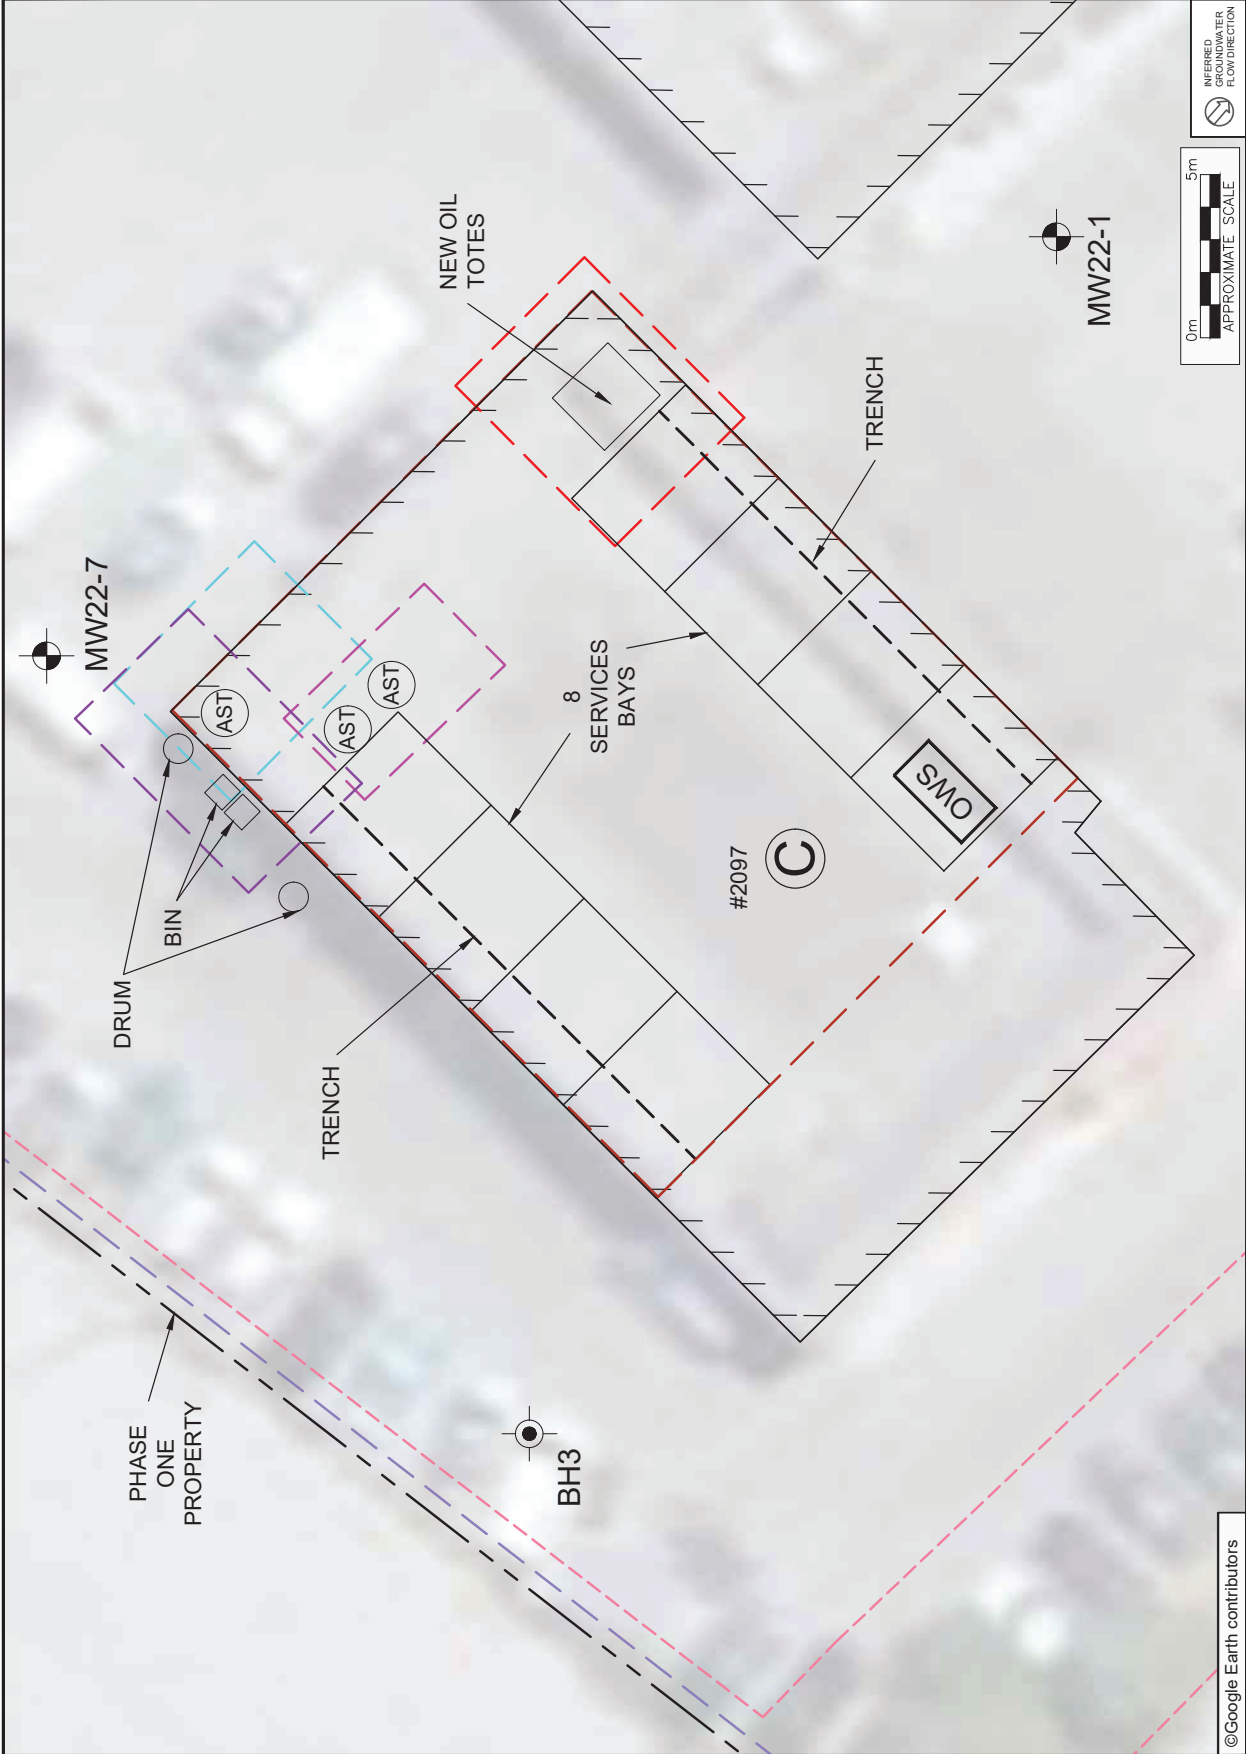 PHASE
ONE
PROPERTY
DRUM
BIN
MW22-7
AST
AST
AST
TRENCH
NEW OIL
TOTES
8
SERVICES
BAYS
TRENCH
#2097
C
OWS
BH3
MW22-1
0m
5m
APPROXIMATE SCALE
INFERRED
GROUNDWATER
FLOW DIRECTION
©Google Earth contributors